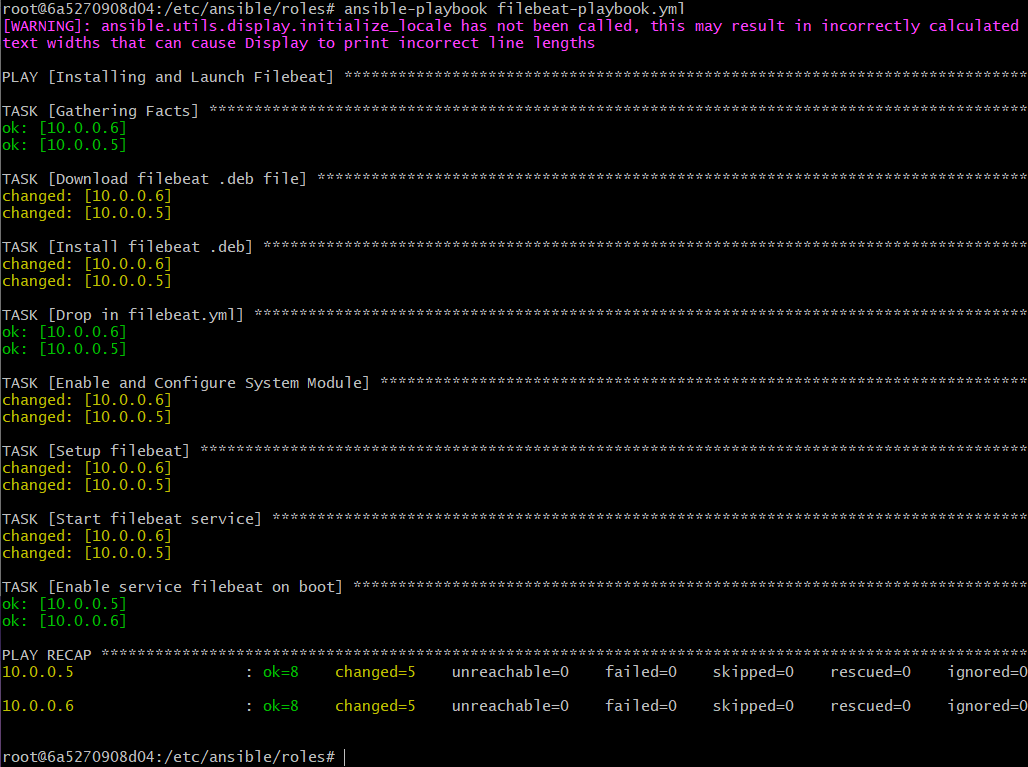 root@6a5270908d04:/etc/ansible/roles# ansible-playbook filebeat-playbook.yml
[WARNING]: ansible.utils.display.initialize_locale has not been called, this may result in incorrectly calculated
text widths that can cause Display to print incorrect line lengths
PLAY [Installing and Launch Filebeat] ****************************************************************************
TASK [Gathering Facts] *******************************************************************************************
ok: [10.0.0.6]
ok: [10.0.0.5]
TASK [Download filebeat .deb file] *******************************************************************************
changed: [10.0.0.6]
changed: [10.0.0.5]
TASK [Install filebeat .deb] *************************************************************************************
changed: [10.0.0.6]
changed: [10.0.0.5]
TASK [Drop in filebeat.yml] **************************************************************************************
ok: [10.0.0.6]
ok: [10.0.0.5]
TASK [Enable and Configure System Module] ************************************************************************
changed: [10.0.0.6]
changed: [10.0.0.5]
TASK [Setup filebeat] ********************************************************************************************
changed: [10.0.0.6]
changed: [10.0.0.5]
TASK [Start filebeat service] ************************************************************************************
changed: [10.0.0.6]
changed: [10.0.0.5]
TASK [Enable service filebeat on boot] ***************************************************************************
ok: [10.0.0.5]
ok: [10.0.0.6]
PLAY RECAP *******************************************************************************************************
10.0.0.5                   : ok=8    changed=5    unreachable=0    failed=0    skipped=0    rescued=0    ignored=0
10.0.0.6                   : ok=8    changed=5    unreachable=0    failed=0    skipped=0    rescued=0    ignored=0
root@6a5270908d04:/etc/ansible/roles#